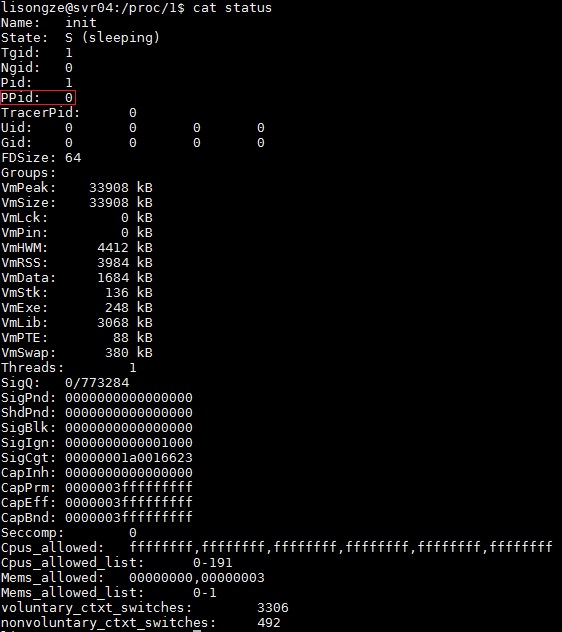 lisongze@svr04:/proc/1$ cat status
Name:   init
State:  S (sleeping)
Tgid:   1
Ngid:   0
Pid:    1
PPid:   0
TracerPid:      0
Uid:    0       0       0       0
Gid:    0       0       0       0
FDSize: 64
Groups:
VmPeak:    33908 kB
VmSize:    33908 kB
VmLck:         0 kB
VmPin:         0 kB
VmHWM:      4412 kB
VmRSS:      3984 kB
VmData:     1684 kB
VmStk:       136 kB
VmExe:       248 kB
VmLib:      3068 kB
VmPTE:        88 kB
VmSwap:      380 kB
Threads:        1
SigQ:   0/773284
SigPnd: 0000000000000000
ShdPnd: 0000000000000000
SigBlk: 0000000000000000
SigIgn: 0000000000001000
SigCgt: 00000001a0016623
CapInh: 0000000000000000
CapPrm: 0000003fffffffff
CapEff: 0000003fffffffff
CapBnd: 0000003fffffffff
Seccomp:        0
Cpus_allowed:   ffffffff,ffffffff,ffffffff,ffffffff,ffffffff,ffffffff
Cpus_allowed_list:      0-191
Mems_allowed:   00000000,00000003
Mems_allowed_list:      0-1
voluntary_ctxt_switches:        3306
nonvoluntary_ctxt_switches:     492